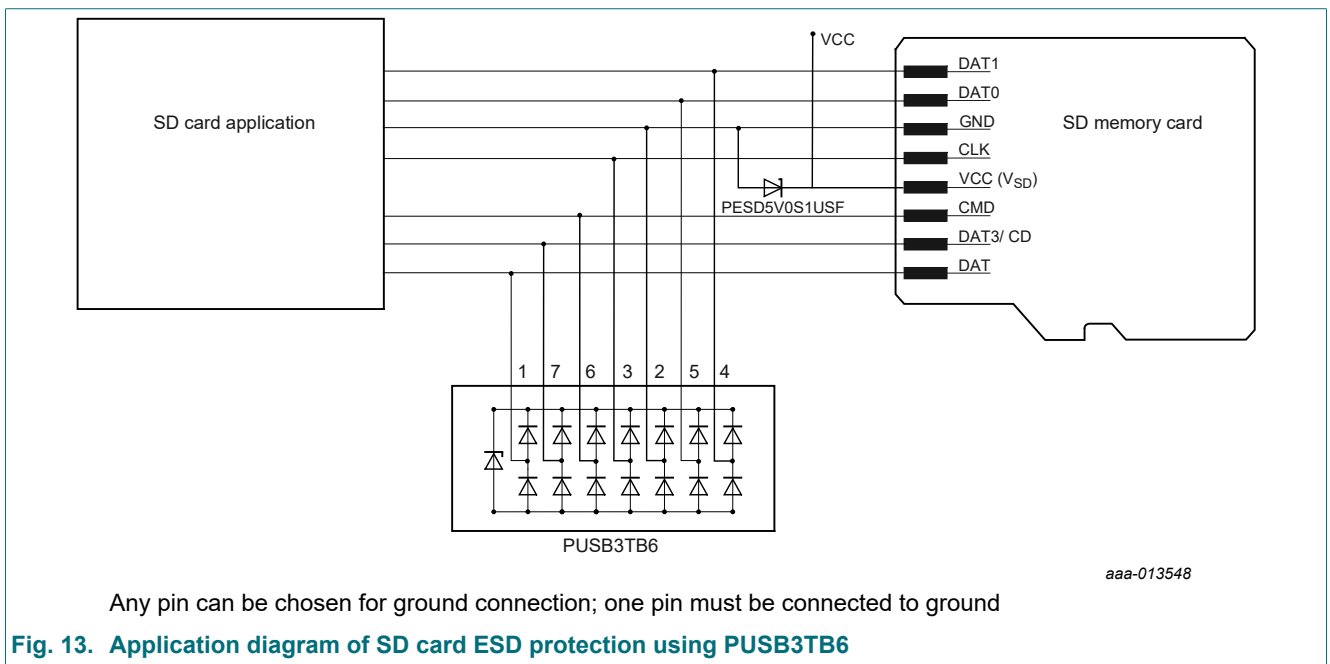 VCC
DAT1
DAT0
SD card application
GND
SD memory card
CLK
VCC (VSD)
PESD5V0S1USF
CMD
DAT3/ CD
DAT
1 7 6 3 2 5 4
PUSB3TB6
aaa-013548
Any pin can be chosen for ground connection; one pin must be connected to ground
Fig. 13. Application diagram of SD card ESD protection using PUSB3TB6